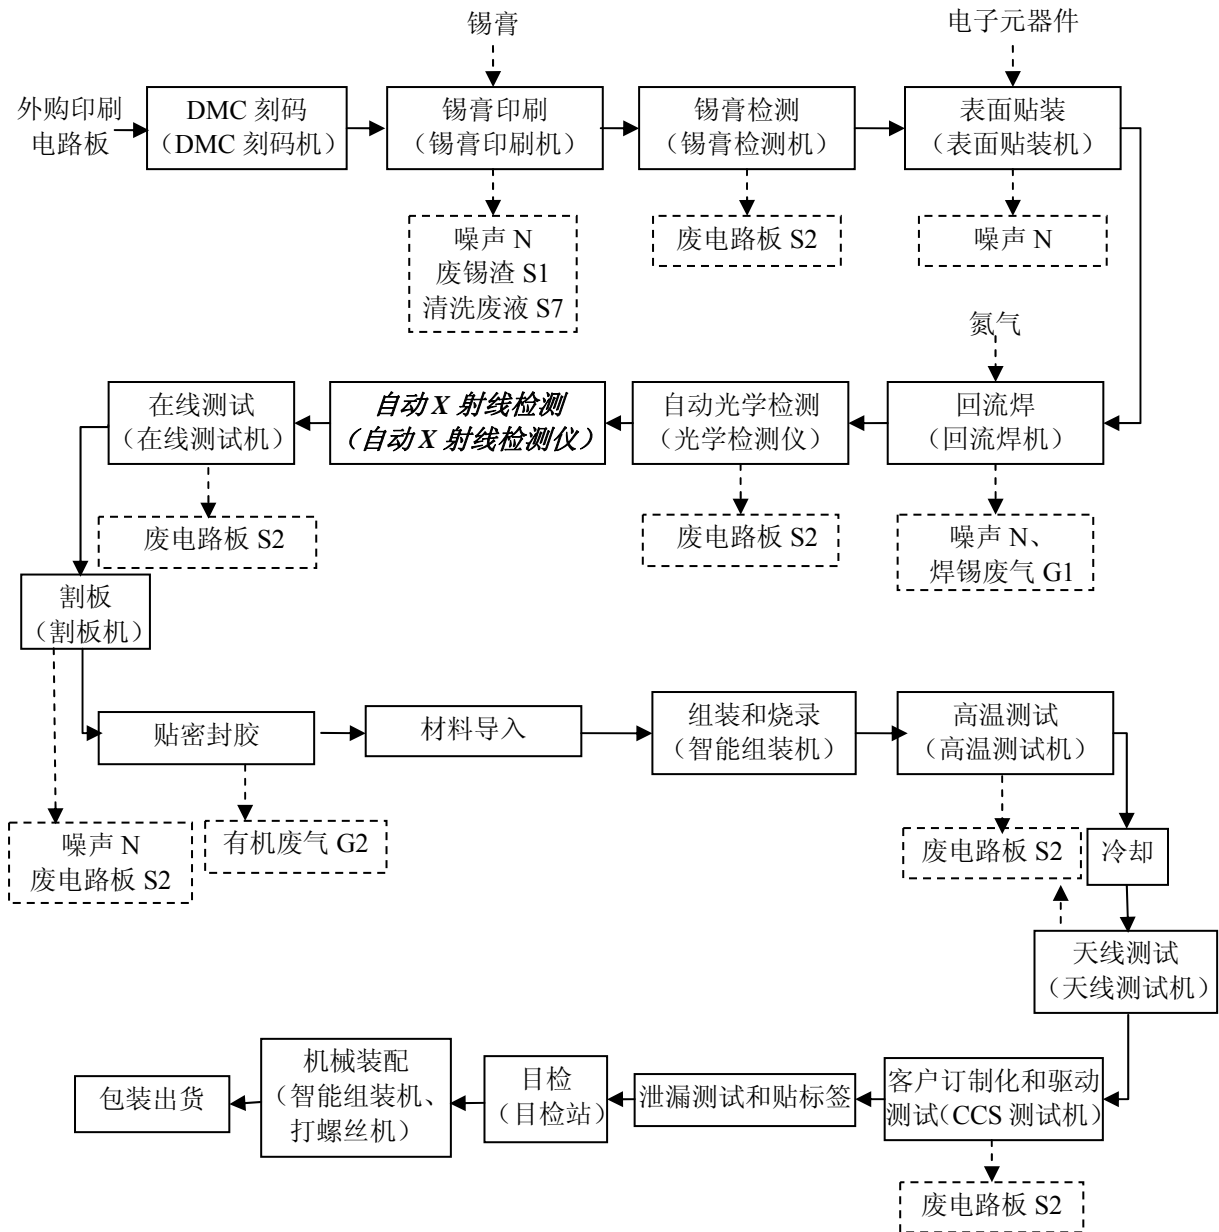 锡膏
电子元器件
外购印刷
电路板
DMC 刻码
（DMC 刻码机）
锡膏印刷
（锡膏印刷机）
锡膏检测
（锡膏检测机）
表面贴装
（表面贴装机）
噪声 N
废锡渣 S1
清洗废液 S7
废电路板 S2
噪声 N
氮气
在线测试
（在线测试机）
自动 X 射线检测
（自动 X 射线检测仪）
自动光学检测
（光学检测仪）
回流焊
（回流焊机）
废电路板 S2
废电路板 S2
噪声 N、
焊锡废气 G1
割板
（割板机）
贴密封胶
材料导入
组装和烧录
（智能组装机）
高温测试
（高温测试机）
噪声 N
废电路板 S2
有机废气 G2
废电路板 S2
冷却
天线测试
（天线测试机）
包装出货
机械装配
（智能组装机、
打螺丝机）
目检
（目检站）
泄漏测试和贴标签
客户订制化和驱动
测试（CCS 测试机）
废电路板 S2